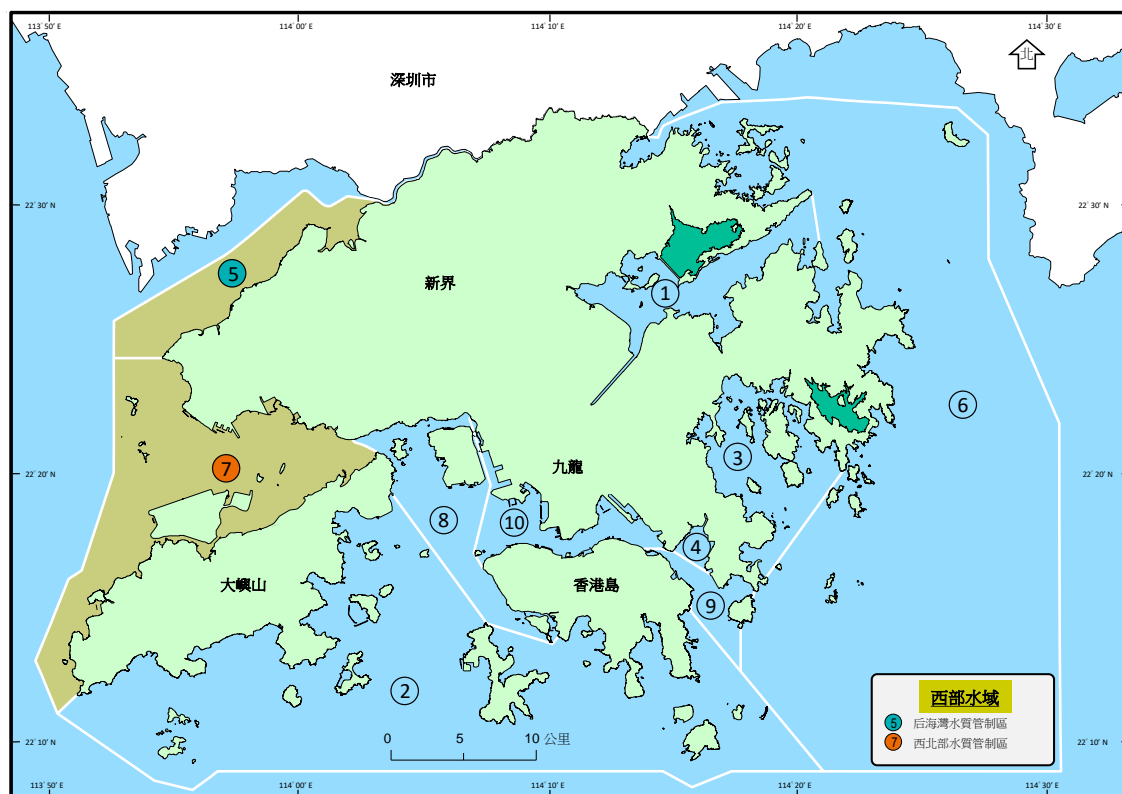 113° 50' E
114° 00' E
114° 10' E
114° 20' E
114° 30' E
北
深圳市
22° 30' N
22° 30' N
5
新界
1
6
3
22° 20' N
7
九龍
22° 20' N
8
10
4
大嶼山
香港島
9
2
西部水域
5 后海灣水質管制區
7 西北部水質管制區
0 5 10 公里
22° 10' N
22° 10' N
113° 50' E
114° 00' E
114° 10' E
114° 20' E
114° 30' E